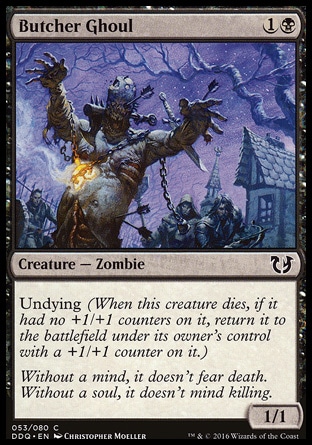 Butcher Ghoul 1
Creature — Zombie
Undying (When this creature dies, if it
had no +1/+1 counters on it, return it to
the battlefield under its owner's control
with a +1/+1 counter on it.)
Without a mind, it doesn't fear death.
Without a soul, it doesn't mind killing.
1/1
053/080 C
DDQ • EN Christopher Moeller
™ & © 2016 Wizards of the Coast